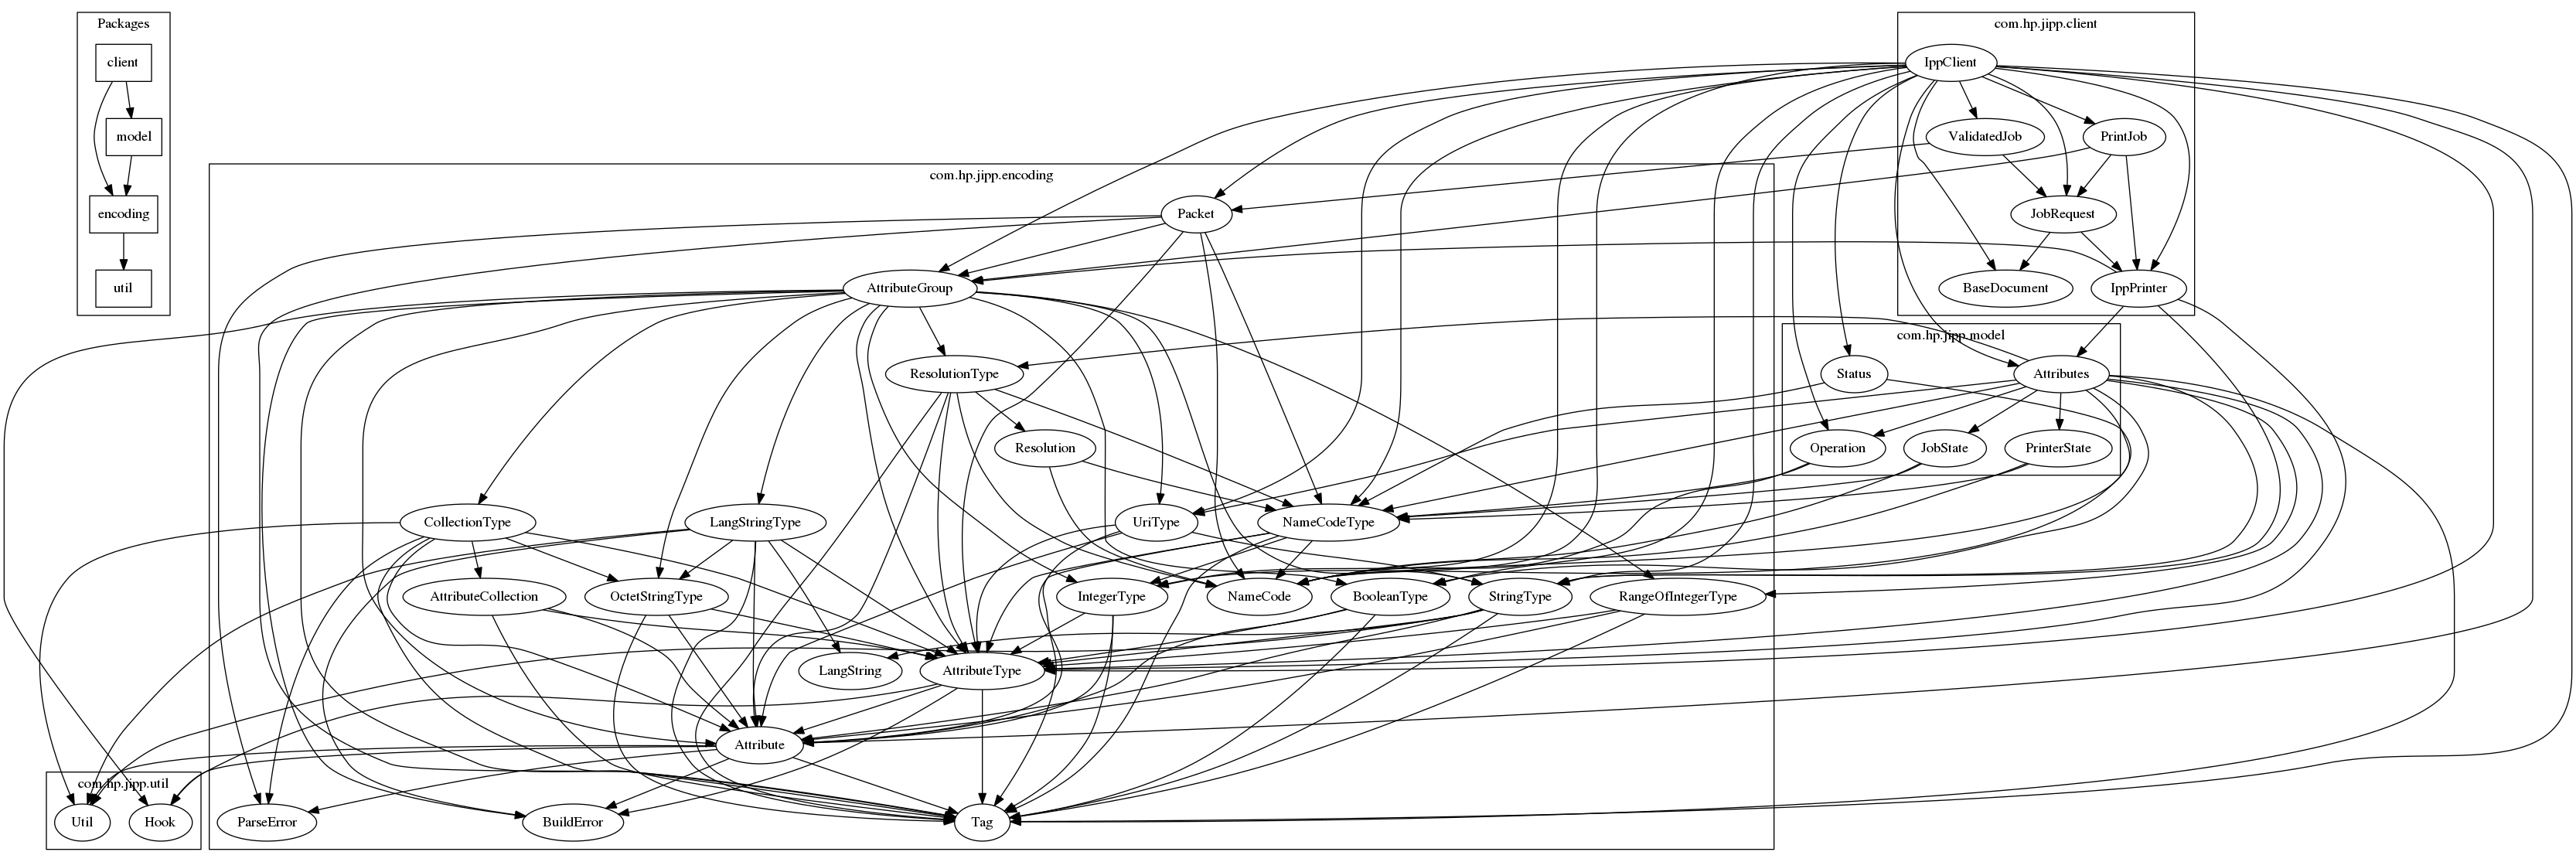 Packages
client
model
encoding
util
com.hp.jipp.client
IppClient
ValidatedJob
PrintJob
JobRequest
BaseDocument
IppPrinter
com.hp.jipp.encoding
Packet
AttributeGroup
ResolutionType
Resolution
CollectionType
LangStringType
UriType
NameCodeType
AttributeCollection
OctetStringType
IntegerType
NameCode
BooleanType
StringType
RangeOfIntegerType
LangString
AttributeType
Attribute
ParseError
BuildError
Tag
com.hp.jipp.model
Status
Attributes
Operation
JobState
PrinterState
com.hp.jipp.util
Util
Hook